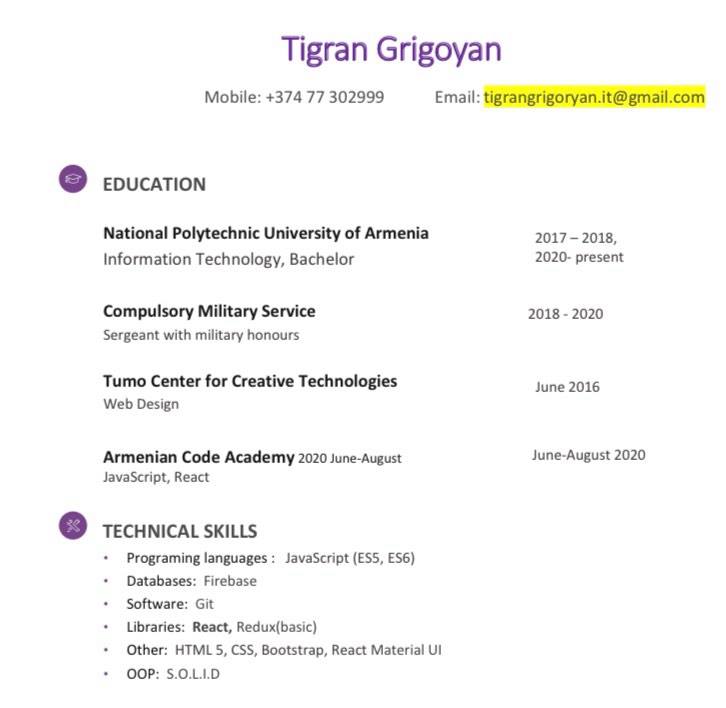 Tigran Grigoyan
Mobile: +374 77 302999 Email: tigrangrigoryan.it@gmail.com
EDUCATION
National Polytechnic University of Armenia 2017 – 2018,
Information Technology, Bachelor 2020- present
Compulsory Military Service 2018 - 2020
Sergeant with military honours
Tumo Center for Creative Technologies June 2016
Web Design
Armenian Code Academy 2020 June-August June-August 2020
JavaScript, React
TECHNICAL SKILLS
• Programing languages : JavaScript (ES5, ES6)
• Databases: Firebase
• Software: Git
• Libraries: React, Redux(basic)
• Other: HTML 5, CSS, Bootstrap, React Material UI
• OOP: S.O.L.I.D